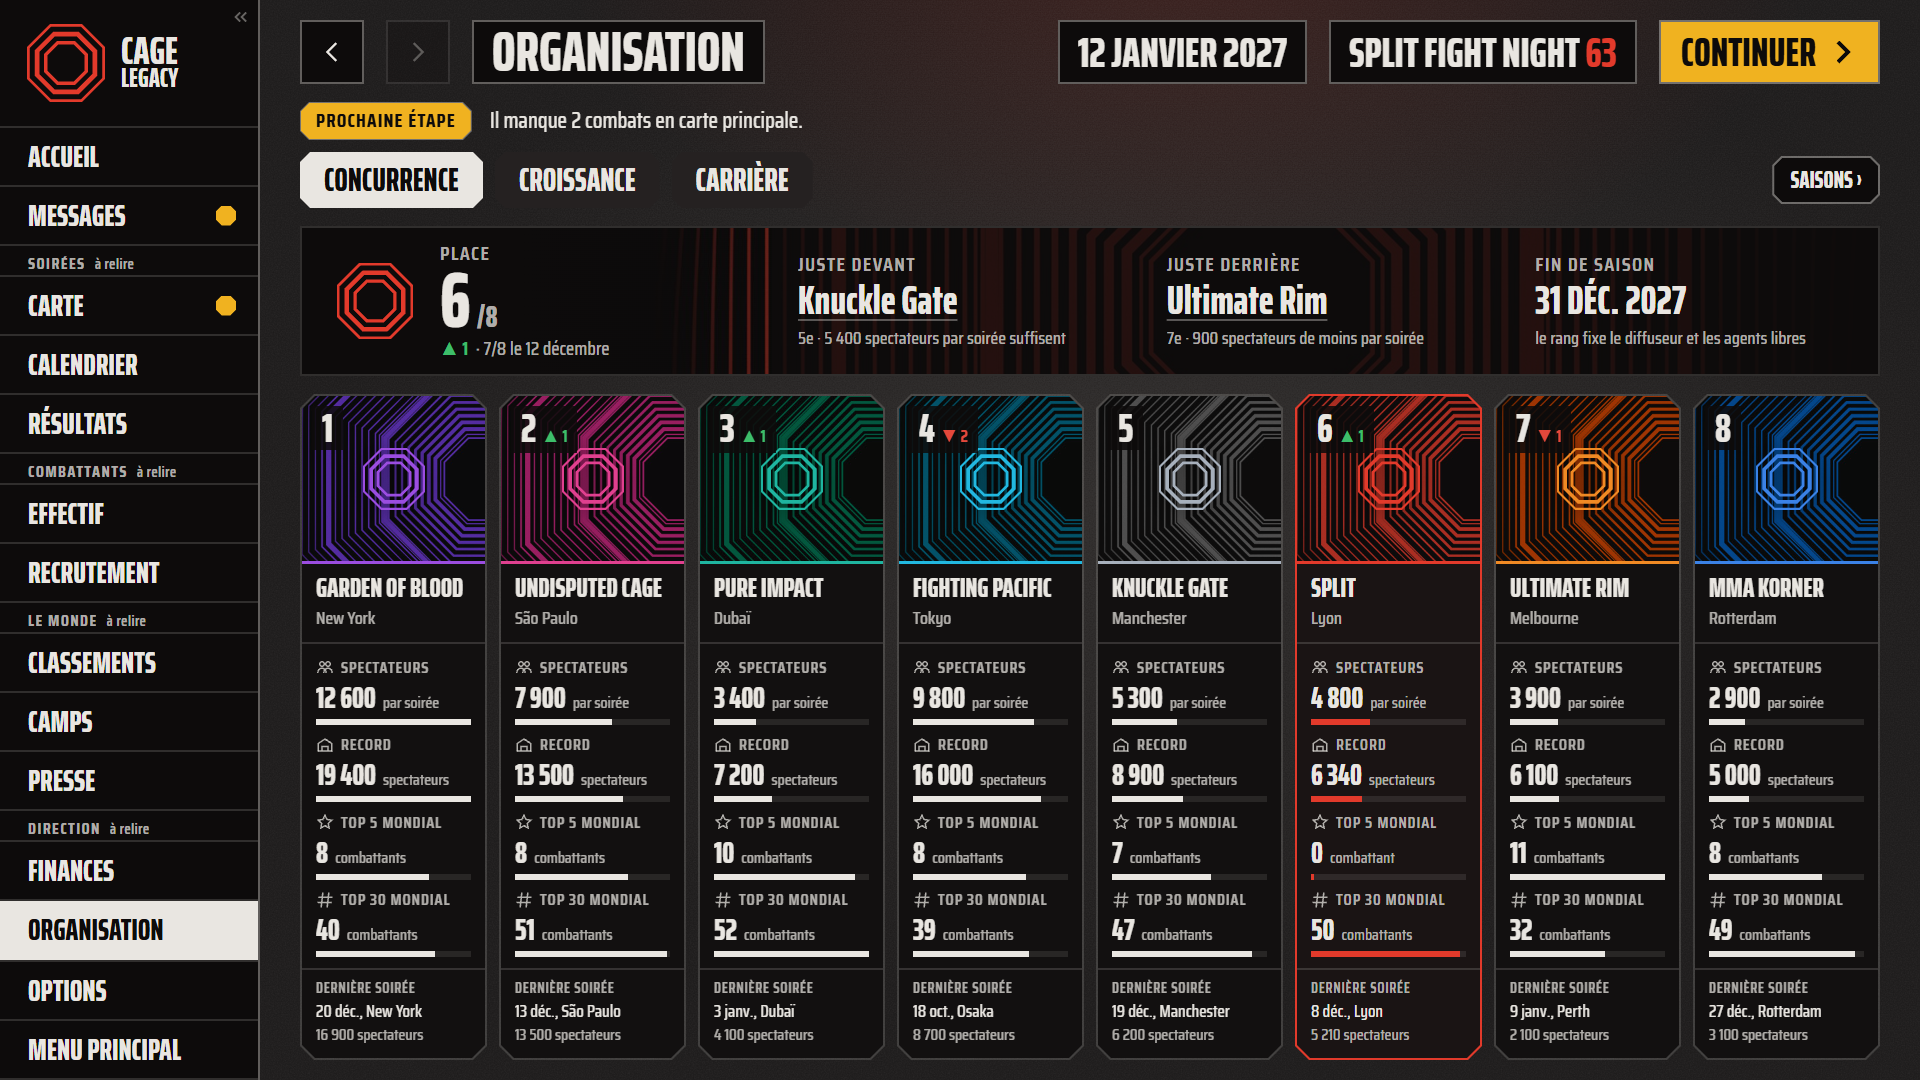 CAGE
LEGACY
ACCUEIL
MESSAGES
SOIRÉES à relire
CARTE
CALENDRIER
RÉSULTATS
COMBATTANTS à relire
EFFECTIF
RECRUTEMENT
LE MONDE à relire
CLASSEMENTS
CAMPS
PRESSE
DIRECTION à relire
FINANCES
ORGANISATION
OPTIONS
MENU PRINCIPAL
ORGANISATION
12 JANVIER 2027
SPLIT FIGHT NIGHT 63
CONTINUER
PROCHAINE ÉTAPE Il manque 2 combats en carte principale.
CONCURRENCE CROISSANCE CARRIÈRE
SAISONS ›
PLACE
6 /8
▲ 1 · 7/8 le 12 décembre
JUSTE DEVANT
Knuckle Gate
5e · 5 400 spectateurs par soirée suffisent
JUSTE DERRIÈRE
Ultimate Rim
7e · 900 spectateurs de moins par soirée
FIN DE SAISON
31 DÉC. 2027
le rang fixe le diffuseur et les agents libres
1
GARDEN OF BLOOD
New York
SPECTATEURS
12 600 par soirée
RECORD
19 400 spectateurs
TOP 5 MONDIAL
8 combattants
TOP 30 MONDIAL
40 combattants
DERNIÈRE SOIRÉE
20 déc., New York
16 900 spectateurs
2 ▲ 1
UNDISPUTED CAGE
São Paulo
SPECTATEURS
7 900 par soirée
RECORD
13 500 spectateurs
TOP 5 MONDIAL
8 combattants
TOP 30 MONDIAL
51 combattants
DERNIÈRE SOIRÉE
13 déc., São Paulo
13 500 spectateurs
3 ▲ 1
PURE IMPACT
Dubaï
SPECTATEURS
3 400 par soirée
RECORD
7 200 spectateurs
TOP 5 MONDIAL
10 combattants
TOP 30 MONDIAL
52 combattants
DERNIÈRE SOIRÉE
3 janv., Dubaï
4 100 spectateurs
4 ▼ 2
FIGHTING PACIFIC
Tokyo
SPECTATEURS
9 800 par soirée
RECORD
16 000 spectateurs
TOP 5 MONDIAL
8 combattants
TOP 30 MONDIAL
39 combattants
DERNIÈRE SOIRÉE
18 oct., Osaka
8 700 spectateurs
5
KNUCKLE GATE
Manchester
SPECTATEURS
5 300 par soirée
RECORD
8 900 spectateurs
TOP 5 MONDIAL
7 combattants
TOP 30 MONDIAL
47 combattants
DERNIÈRE SOIRÉE
19 déc., Manchester
6 200 spectateurs
6 ▲ 1
SPLIT
Lyon
SPECTATEURS
4 800 par soirée
RECORD
6 340 spectateurs
TOP 5 MONDIAL
0 combattant
TOP 30 MONDIAL
50 combattants
DERNIÈRE SOIRÉE
8 déc., Lyon
5 210 spectateurs
7 ▼ 1
ULTIMATE RIM
Melbourne
SPECTATEURS
3 900 par soirée
RECORD
6 100 spectateurs
TOP 5 MONDIAL
11 combattants
TOP 30 MONDIAL
32 combattants
DERNIÈRE SOIRÉE
9 janv., Perth
2 100 spectateurs
8
MMA KORNER
Rotterdam
SPECTATEURS
2 900 par soirée
RECORD
5 000 spectateurs
TOP 5 MONDIAL
8 combattants
TOP 30 MONDIAL
49 combattants
DERNIÈRE SOIRÉE
27 déc., Rotterdam
3 100 spectateurs